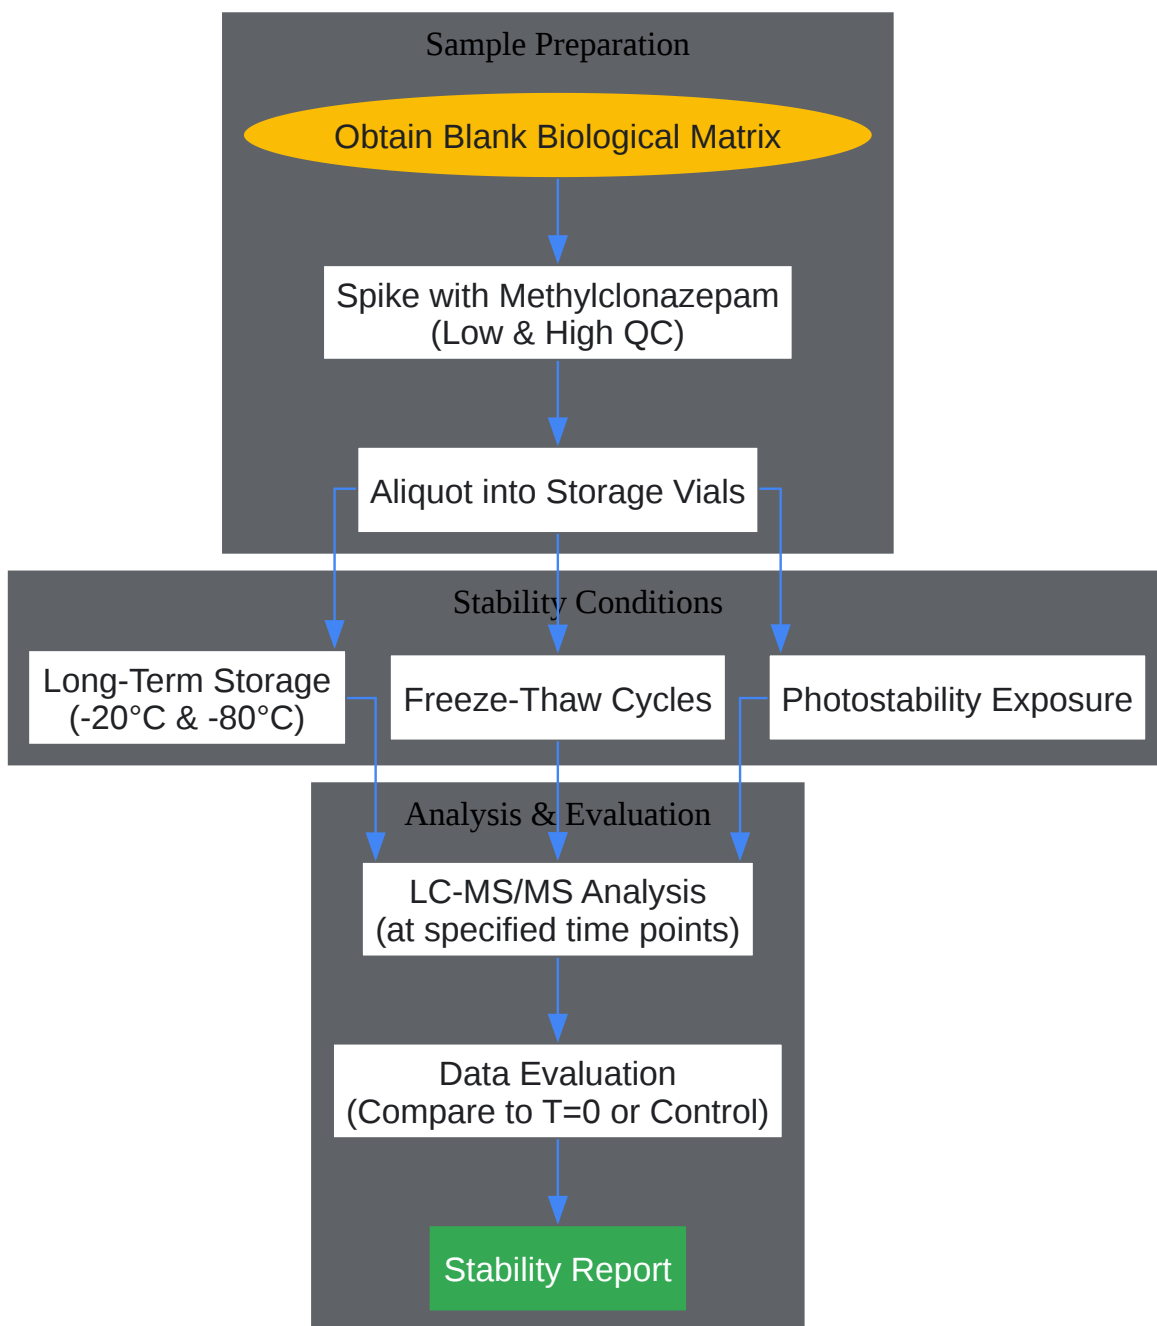 Sample Preparation
Obtain Blank Biological Matrix
Spike with Methylclonazepam
(Low & High QC)
Aliquot into Storage Vials
Stability Conditions
Long-Term Storage
(-20°C & -80°C)
Freeze-Thaw Cycles
Photostability Exposure
Analysis & Evaluation
LC-MS/MS Analysis
(at specified time points)
Data Evaluation
(Compare to T=0 or Control)
Stability Report